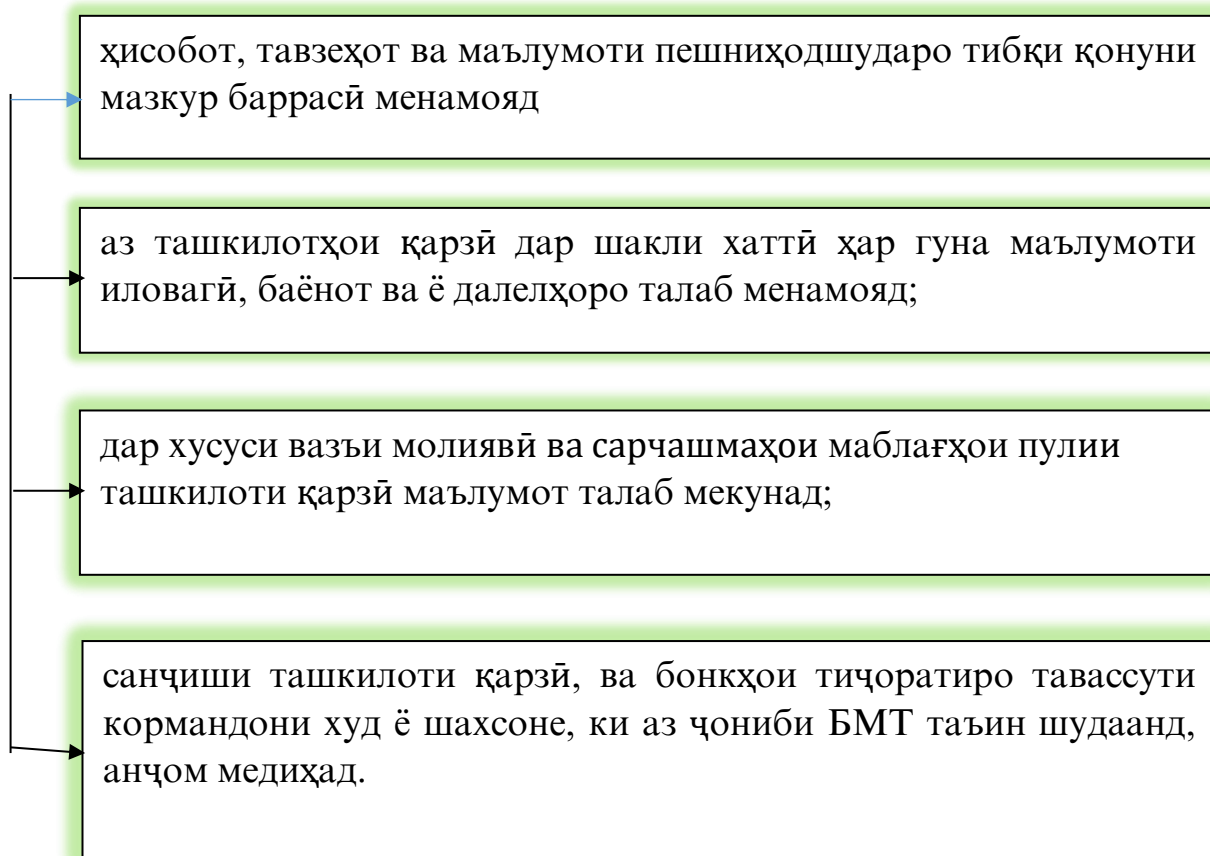 ҳисобот, тавзеҳот ва маълумоти пешниҳодшударо тибқи қонуни
мазкур баррасӣ менамояд
аз ташкилотҳои қарзӣ дар шакли хаттӣ ҳар гуна маълумоти
иловагӣ, баёнот ва ё далелҳоро талаб менамояд;
дар хусуси вазъи молиявӣ ва сарчашмаҳои маблағҳои пулии
ташкилоти қарзӣ маълумот талаб мекунад;
санҷиши ташкилоти қарзӣ, ва бонкҳои тиҷоратиро тавассути
кормандони худ ё шахсоне, ки аз ҷониби БМТ таъин шудаанд,
анҷом медиҳад.